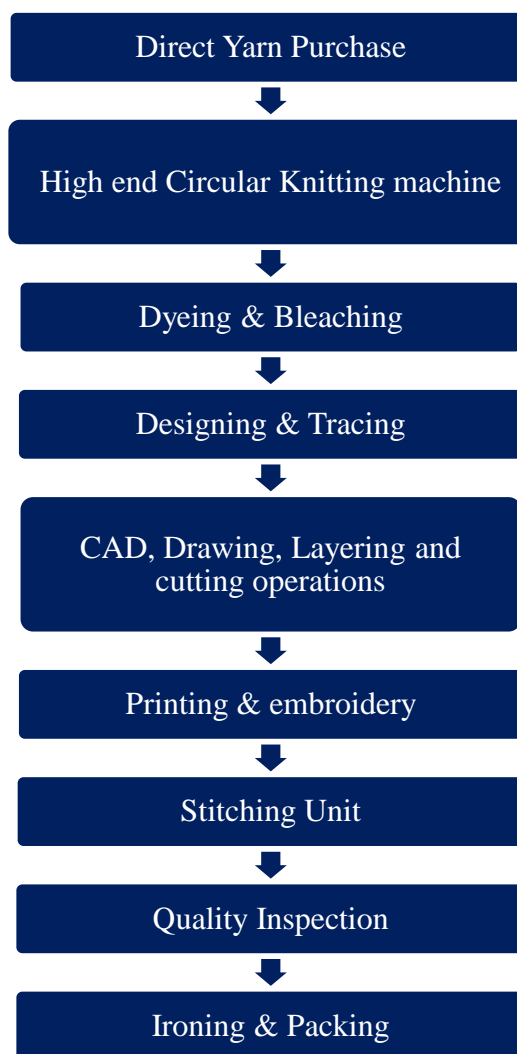 Direct Yarn Purchase
High end Circular Knitting machine
Dyeing & Bleaching
Designing & Tracing
CAD, Drawing, Layering and
cutting operations
Printing & embroidery
Stitching Unit
Quality Inspection
Ironing & Packing